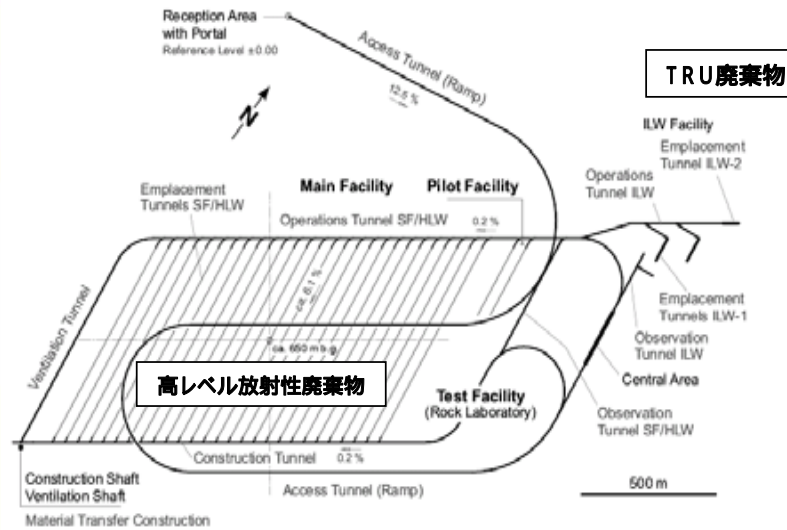 Reception Area
with Portal
Reference Level ±0.00
Access Tunnel (Ramp)
12.5 %
N
TRU廃棄物
ILW Facility
Emplacement
Tunnel ILW-2
Operations
Tunnel ILW
Emplacement
Tunnels SF/HLW
Main Facility
Pilot Facility
Operations Tunnel SF/HLW
0.2 %
ca. 6.1 %
Ventilation Tunnel
ca. 650 m b.g.
Emplacement
Tunnels ILW-1
Observation
Tunnel ILW
Central Area
高レベル放射性廃棄物
Test Facility
(Rock Laboratory)
Observation
Tunnel SF/HLW
Construction Tunnel
0.2 %
Construction Shaft
Ventilation Shaft
Access Tunnel (Ramp)
500 m
Material Transfer Construction